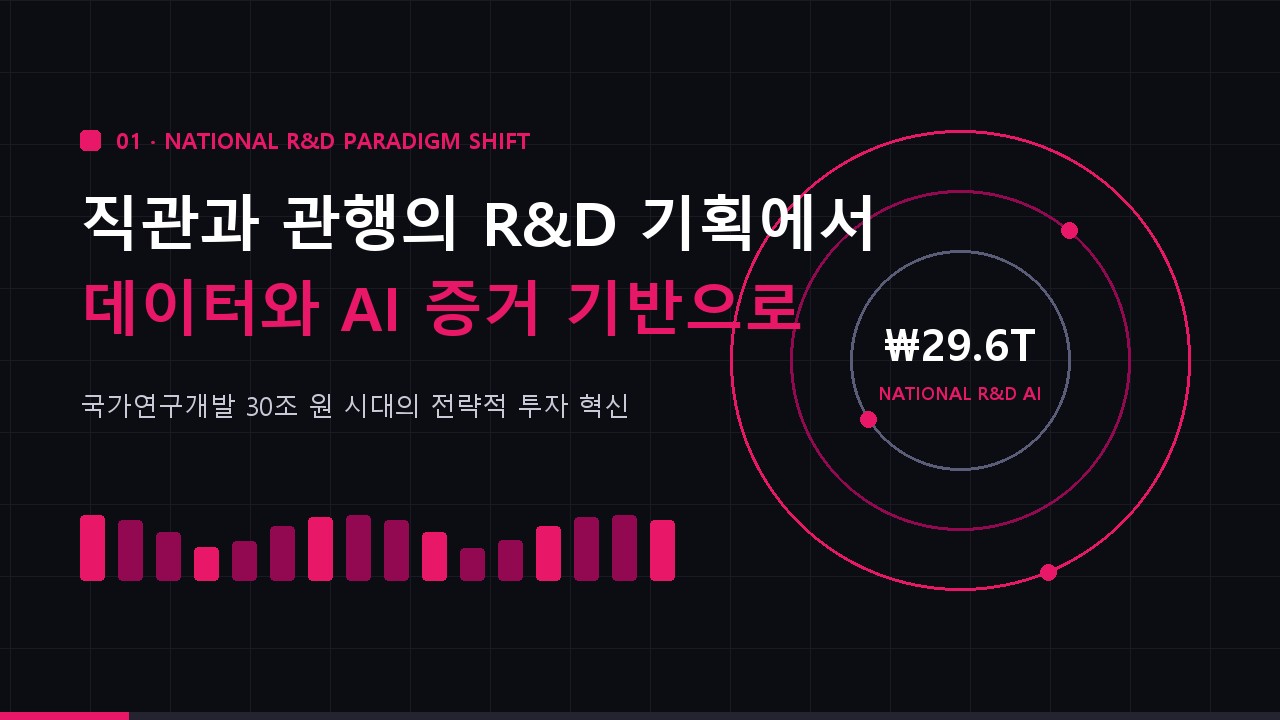 01 · NATIONAL R&D PARADIGM SHIFT
직관과 관행의 R&D 기획에서
데이터와 AI 증거 기반으로
국가연구개발 30조 원 시대의 전략적 투자 혁신
₩29.6T
NATIONAL R&D AI